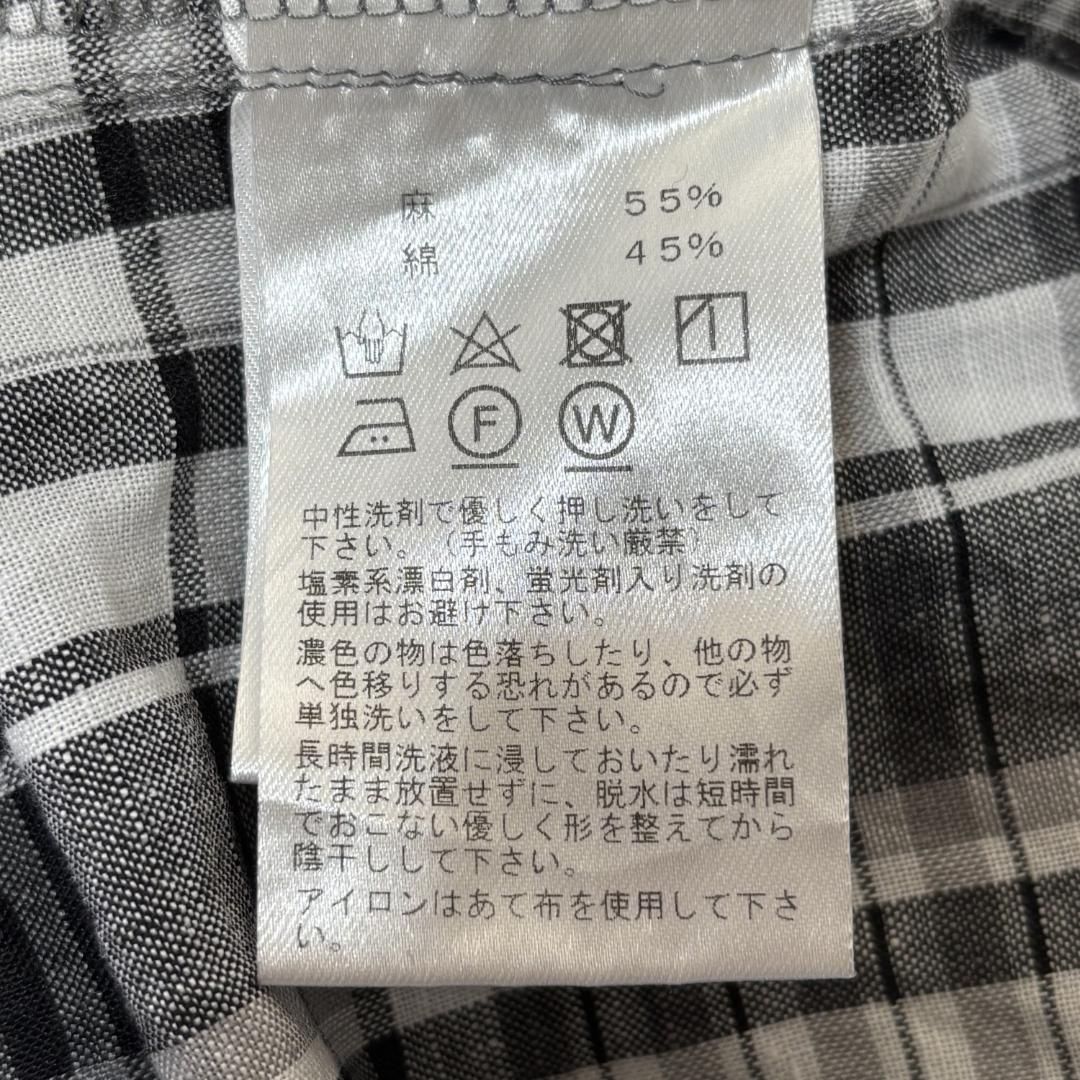 麻 55%
綿 45%
F W
中性洗剤で優しく押し洗いをして
下さい。（手もみ洗い厳禁）
塩素系漂白剤、蛍光剤入り洗剤の
使用はお避け下さい。
濃色の物は色落ちしたり、他の物
へ色移りする恐れがあるので必ず
単独洗いをして下さい。
長時間洗液に浸しておいたり濡れ
たまま放置せずに、脱水は短時間
でおこない優しく形を整えてから
陰干しして下さい。
アイロンはあて布を使用して下さ
い。